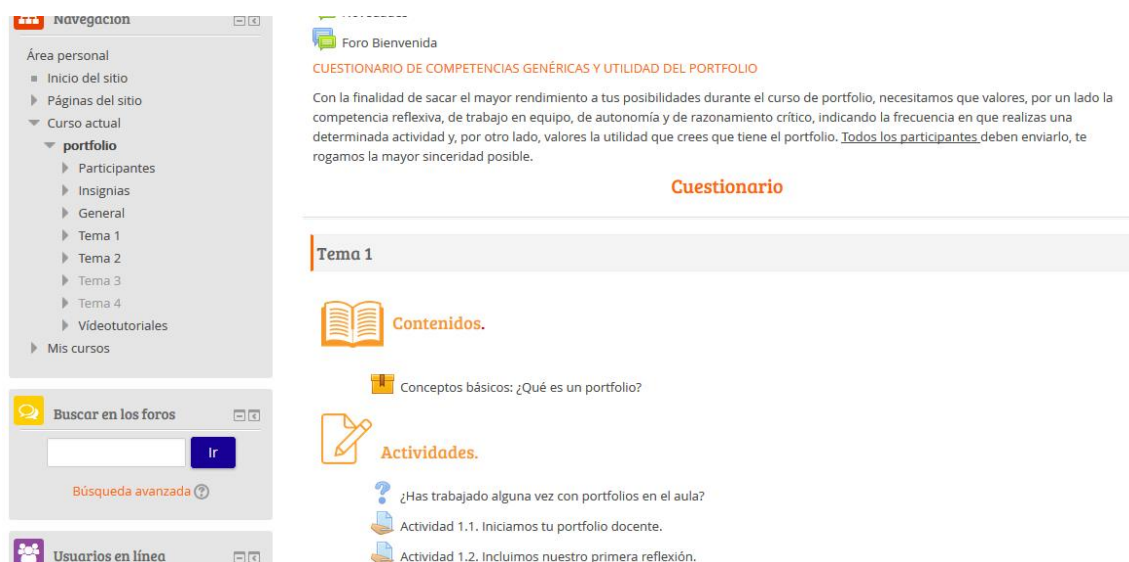 Navegación
Área personal
Inicio del sitio
Páginas del sitio
Curso actual
portfolio
Participantes
Insignias
General
Tema 1
Tema 2
Tema 3
Tema 4
Vídeotutoriales
Mis cursos
Buscar en los foros
Ir
Búsqueda avanzada
Usuarios en línea
Novedades
Foro Bienvenida
CUESTIONARIO DE COMPETENCIAS GENÉRICAS Y UTILIDAD DEL PORTFOLIO
Con la finalidad de sacar el mayor rendimiento a tus posibilidades durante el curso de portfolio, necesitamos que valores, por un lado la
competencia reflexiva, de trabajo en equipo, de autonomía y de razonamiento crítico, indicando la frecuencia en que realizas una
determinada actividad y, por otro lado, valores la utilidad que crees que tiene el portfolio. Todos los participantes deben enviarlo, te
rogamos la mayor sinceridad posible.
Cuestionario
Tema 1
Contenidos.
Conceptos básicos: ¿Qué es un portfolio?
Actividades.
¿Has trabajado alguna vez con portfolios en el aula?
Actividad 1.1. Iniciamos tu portfolio docente.
Actividad 1.2. Incluimos nuestro primera reflexión.